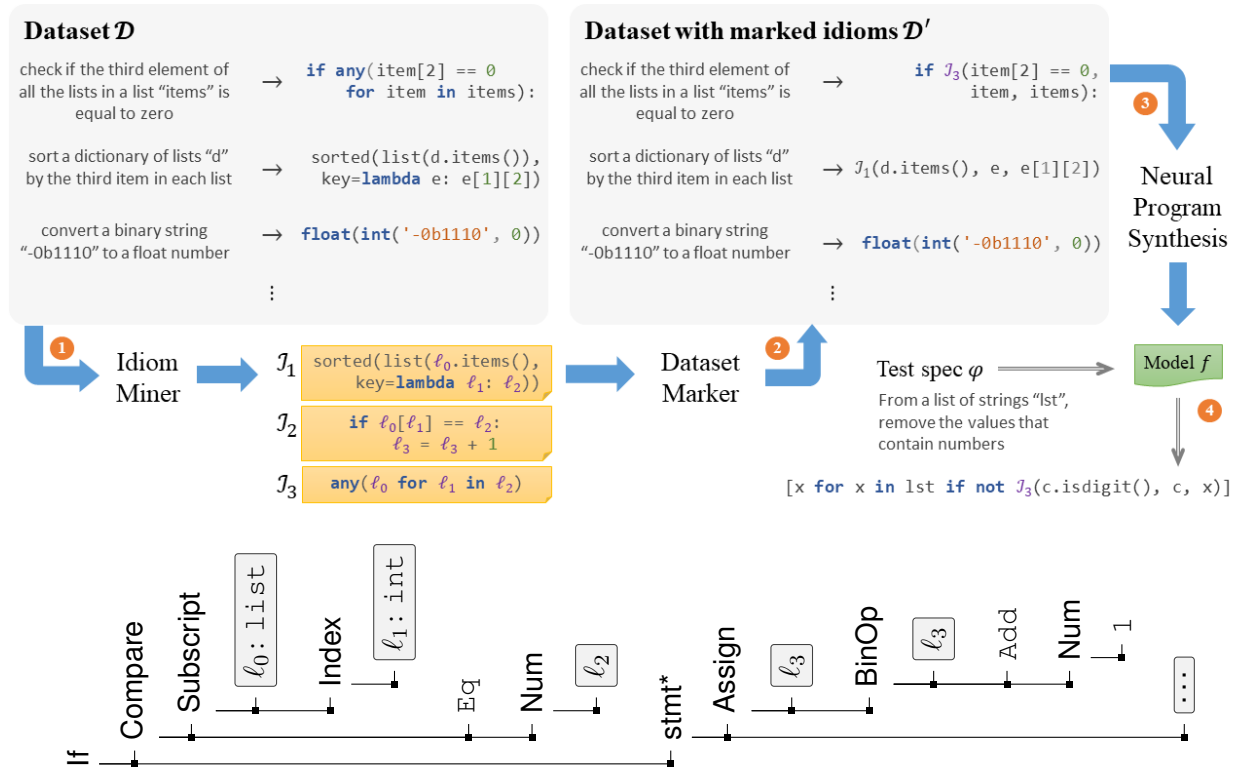 Dataset 𝒟
check if the third element of
all the lists in a list “items” is
equal to zero
→
if any(item[2] == 0
for item in items):
sort a dictionary of lists “d”
by the third item in each list
→
sorted(list(d.items()),
key=lambda e: e[1][2])
convert a binary string
“-0b1110” to a float number
→
float(int('-0b1110', 0))
⋮
Dataset with marked idioms 𝒟′
check if the third element of
all the lists in a list “items” is
equal to zero
→
if ℐ₃(item[2] == 0,
item, items):
sort a dictionary of lists “d”
by the third item in each list
→
ℐ₁(d.items(), e, e[1][2])
convert a binary string
“-0b1110” to a float number
→
float(int('-0b1110', 0))
⋮
3
Neural
Program
Synthesis
1
Idiom
Miner
ℐ₁
sorted(list(ℓ₀.items(),
key=lambda ℓ₁: ℓ₂))
ℐ₂
if ℓ₀[ℓ₁] == ℓ₂:
ℓ₃ = ℓ₃ + 1
ℐ₃
any(ℓ₀ for ℓ₁ in ℓ₂)
Dataset
Marker
2
Test spec φ
From a list of strings “lst”,
remove the values that
contain numbers
Model f
4
[x for x in lst if not ℐ₃(c.isdigit(), c, x)]
If
Compare
Subscript
ℓ₀: list
Index
ℓ₁: int
Eq
Num
ℓ₂
stmt*
Assign
ℓ₃
BinOp
ℓ₃
Add
Num
1
...